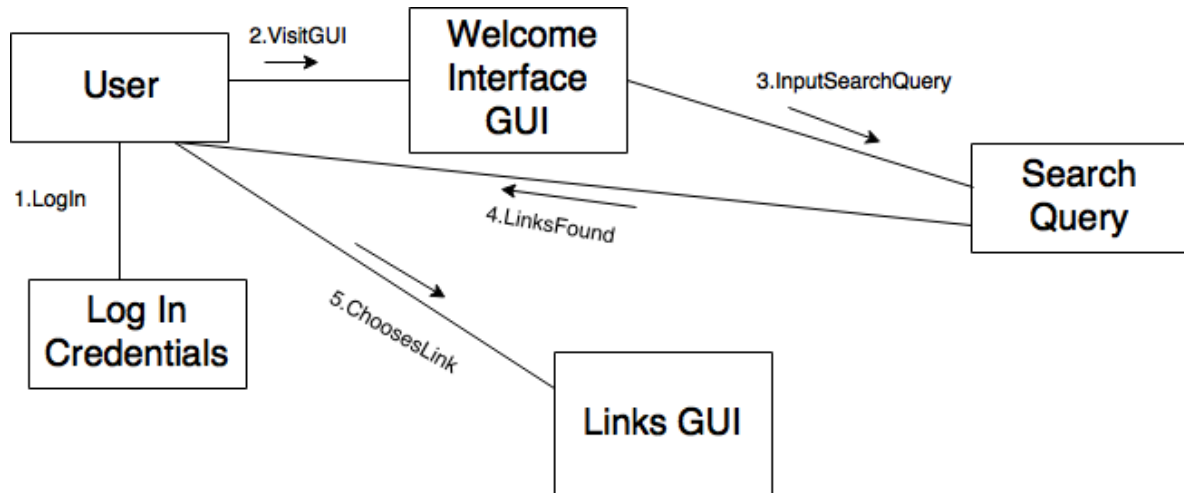 2.VisitGUI
User
Welcome
Interface
GUI
3.InputSearchQuery
1.LogIn
4.LinksFound
Search
Query
Log In
Credentials
5.ChoosesLink
Links GUI